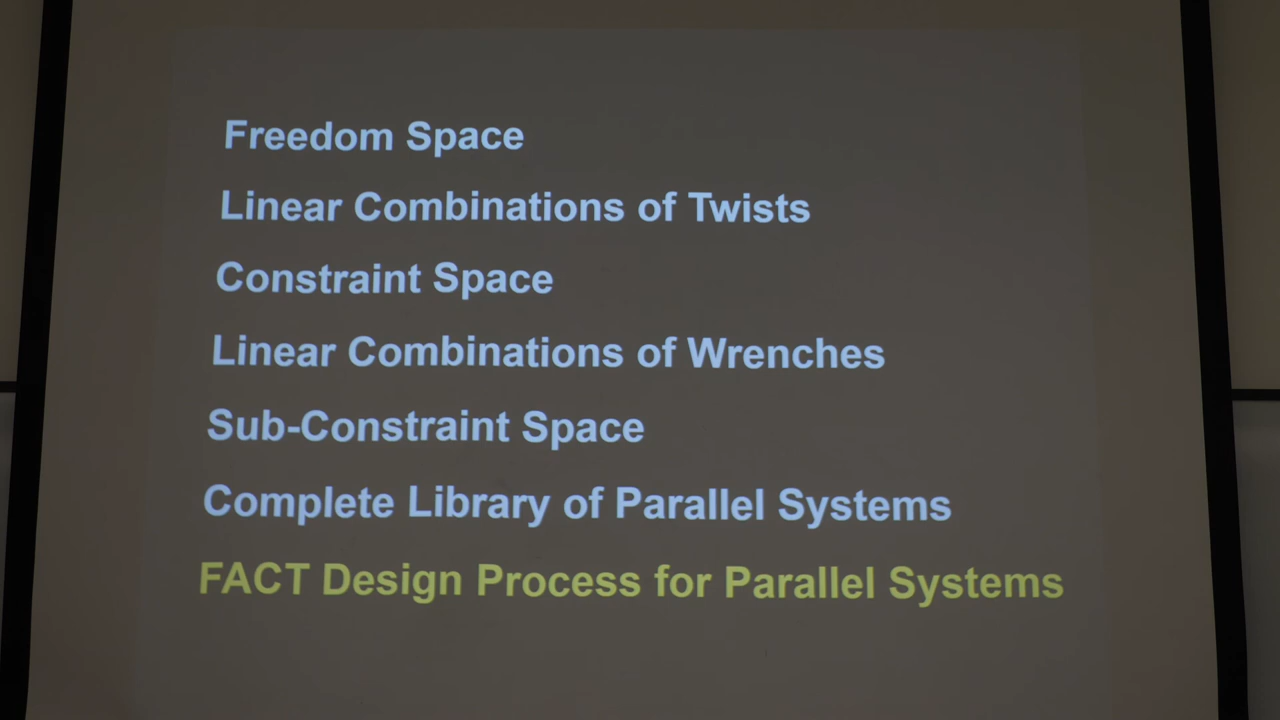 Freedom Space
Linear Combinations of Twists
Constraint Space
Linear Combinations of Wrenches
Sub-Constraint Space
Complete Library of Parallel Systems
FACT Design Process for Parallel Systems